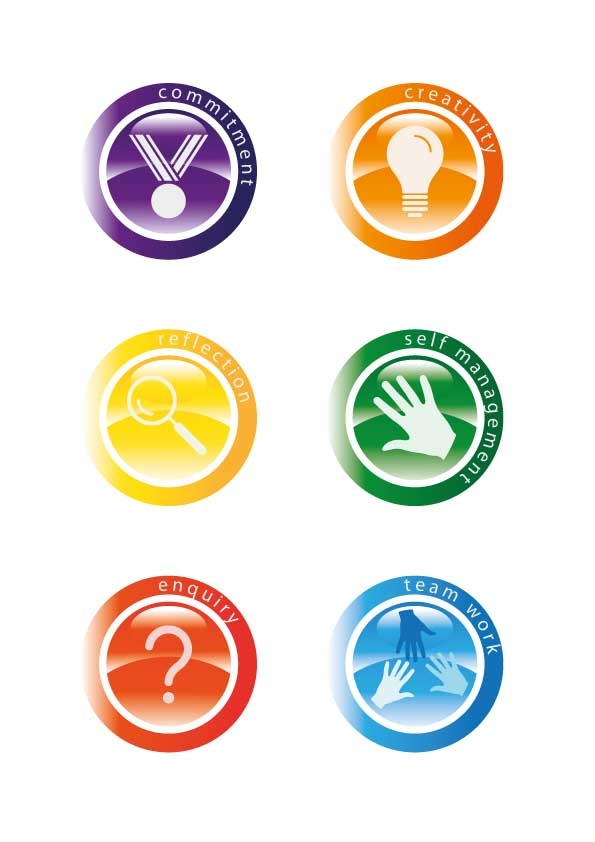 commitment
creativity
reflection
self management
enquiry
team work